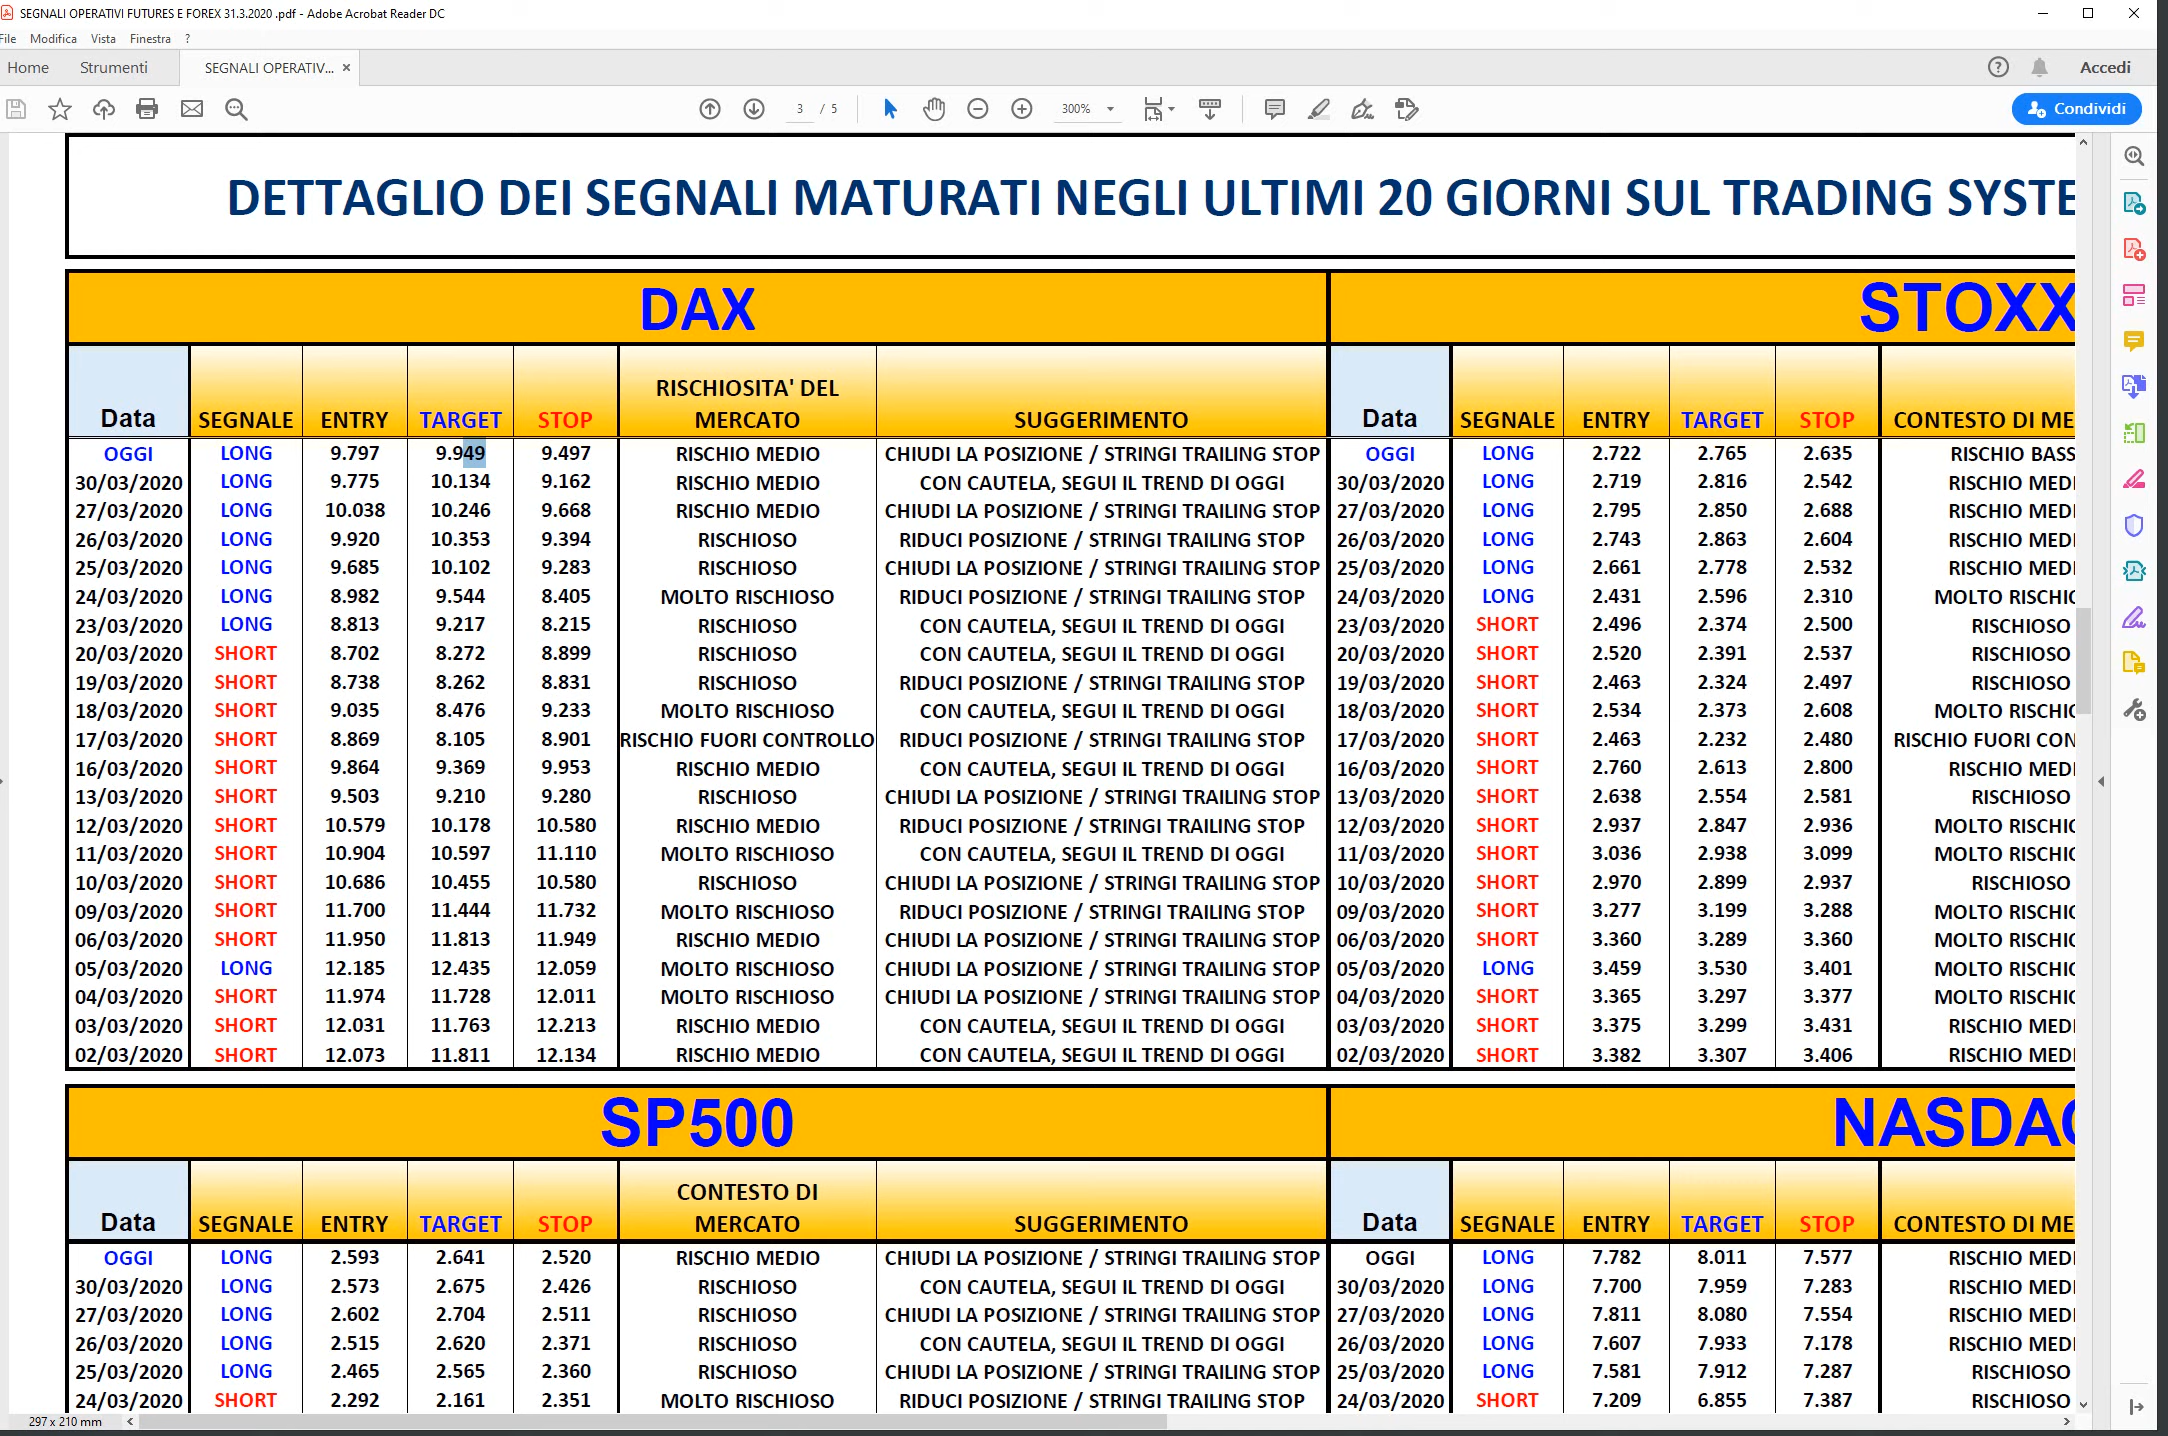 SEGNALI OPERATIVI FUTURES E FOREX 31.3.2020 .pdf - Adobe Acrobat Reader DC
File Modifica Vista Finestra ?
Home Strumenti SEGNALI OPERATIV... × Accedi
3 / 5 300% Condividi
DETTAGLIO DEI SEGNALI MATURATI NEGLI ULTIMI 20 GIORNI SUL TRADING SYSTE
DAX STOXX
RISCHIOSITA' DEL
Data SEGNALE ENTRY TARGET STOP MERCATO SUGGERIMENTO Data SEGNALE ENTRY TARGET STOP CONTESTO DI ME
OGGI LONG 9.797 9.949 9.497 RISCHIO MEDIO CHIUDI LA POSIZIONE / STRINGI TRAILING STOP OGGI LONG 2.722 2.765 2.635 RISCHIO BASS
30/03/2020 LONG 9.775 10.134 9.162 RISCHIO MEDIO CON CAUTELA, SEGUI IL TREND DI OGGI 30/03/2020 LONG 2.719 2.816 2.542 RISCHIO MEDI
27/03/2020 LONG 10.038 10.246 9.668 RISCHIO MEDIO CHIUDI LA POSIZIONE / STRINGI TRAILING STOP 27/03/2020 LONG 2.795 2.850 2.688 RISCHIO MEDI
26/03/2020 LONG 9.920 10.353 9.394 RISCHIOSO RIDUCI POSIZIONE / STRINGI TRAILING STOP 26/03/2020 LONG 2.743 2.863 2.604 RISCHIO MEDI
25/03/2020 LONG 9.685 10.102 9.283 RISCHIOSO CHIUDI LA POSIZIONE / STRINGI TRAILING STOP 25/03/2020 LONG 2.661 2.778 2.532 RISCHIO MEDI
24/03/2020 LONG 8.982 9.544 8.405 MOLTO RISCHIOSO RIDUCI POSIZIONE / STRINGI TRAILING STOP 24/03/2020 LONG 2.431 2.596 2.310 MOLTO RISCHIO
23/03/2020 LONG 8.813 9.217 8.215 RISCHIOSO CON CAUTELA, SEGUI IL TREND DI OGGI 23/03/2020 SHORT 2.496 2.374 2.500 RISCHIOSO
20/03/2020 SHORT 8.702 8.272 8.899 RISCHIOSO CON CAUTELA, SEGUI IL TREND DI OGGI 20/03/2020 SHORT 2.520 2.391 2.537 RISCHIOSO
19/03/2020 SHORT 8.738 8.262 8.831 RISCHIOSO RIDUCI POSIZIONE / STRINGI TRAILING STOP 19/03/2020 SHORT 2.463 2.324 2.497 RISCHIOSO
18/03/2020 SHORT 9.035 8.476 9.233 MOLTO RISCHIOSO CON CAUTELA, SEGUI IL TREND DI OGGI 18/03/2020 SHORT 2.534 2.373 2.608 MOLTO RISCHIO
17/03/2020 SHORT 8.869 8.105 8.901 RISCHIO FUORI CONTROLLO RIDUCI POSIZIONE / STRINGI TRAILING STOP 17/03/2020 SHORT 2.463 2.232 2.480 RISCHIO FUORI CON
16/03/2020 SHORT 9.864 9.369 9.953 RISCHIO MEDIO CON CAUTELA, SEGUI IL TREND DI OGGI 16/03/2020 SHORT 2.760 2.613 2.800 RISCHIO MEDI
13/03/2020 SHORT 9.503 9.210 9.280 RISCHIOSO CHIUDI LA POSIZIONE / STRINGI TRAILING STOP 13/03/2020 SHORT 2.638 2.554 2.581 RISCHIOSO
12/03/2020 SHORT 10.579 10.178 10.580 RISCHIO MEDIO RIDUCI POSIZIONE / STRINGI TRAILING STOP 12/03/2020 SHORT 2.937 2.847 2.936 MOLTO RISCHIO
11/03/2020 SHORT 10.904 10.597 11.110 MOLTO RISCHIOSO CON CAUTELA, SEGUI IL TREND DI OGGI 11/03/2020 SHORT 3.036 2.938 3.099 MOLTO RISCHIO
10/03/2020 SHORT 10.686 10.455 10.580 RISCHIOSO CHIUDI LA POSIZIONE / STRINGI TRAILING STOP 10/03/2020 SHORT 2.970 2.899 2.937 RISCHIOSO
09/03/2020 SHORT 11.700 11.444 11.732 MOLTO RISCHIOSO RIDUCI POSIZIONE / STRINGI TRAILING STOP 09/03/2020 SHORT 3.277 3.199 3.288 MOLTO RISCHIO
06/03/2020 SHORT 11.950 11.813 11.949 RISCHIO MEDIO CHIUDI LA POSIZIONE / STRINGI TRAILING STOP 06/03/2020 SHORT 3.360 3.289 3.360 MOLTO RISCHIO
05/03/2020 LONG 12.185 12.435 12.059 MOLTO RISCHIOSO CHIUDI LA POSIZIONE / STRINGI TRAILING STOP 05/03/2020 LONG 3.459 3.530 3.401 MOLTO RISCHIO
04/03/2020 SHORT 11.974 11.728 12.011 MOLTO RISCHIOSO CHIUDI LA POSIZIONE / STRINGI TRAILING STOP 04/03/2020 SHORT 3.365 3.297 3.377 MOLTO RISCHIO
03/03/2020 SHORT 12.031 11.763 12.213 RISCHIO MEDIO CON CAUTELA, SEGUI IL TREND DI OGGI 03/03/2020 SHORT 3.375 3.299 3.431 RISCHIO MEDI
02/03/2020 SHORT 12.073 11.811 12.134 RISCHIO MEDIO CON CAUTELA, SEGUI IL TREND DI OGGI 02/03/2020 SHORT 3.382 3.307 3.406 RISCHIO MEDI
SP500 NASDAQ
CONTESTO DI
Data SEGNALE ENTRY TARGET STOP MERCATO SUGGERIMENTO Data SEGNALE ENTRY TARGET STOP CONTESTO DI ME
OGGI LONG 2.593 2.641 2.520 RISCHIO MEDIO CHIUDI LA POSIZIONE / STRINGI TRAILING STOP OGGI LONG 7.782 8.011 7.577 RISCHIO MEDI
30/03/2020 LONG 2.573 2.675 2.426 RISCHIOSO CON CAUTELA, SEGUI IL TREND DI OGGI 30/03/2020 LONG 7.700 7.959 7.283 RISCHIO MEDI
27/03/2020 LONG 2.602 2.704 2.511 RISCHIOSO CHIUDI LA POSIZIONE / STRINGI TRAILING STOP 27/03/2020 LONG 7.811 8.080 7.554 RISCHIO MEDI
26/03/2020 LONG 2.515 2.620 2.371 RISCHIOSO CON CAUTELA, SEGUI IL TREND DI OGGI 26/03/2020 LONG 7.607 7.933 7.178 RISCHIO MEDI
25/03/2020 LONG 2.465 2.565 2.360 RISCHIOSO CHIUDI LA POSIZIONE / STRINGI TRAILING STOP 25/03/2020 LONG 7.581 7.912 7.287 RISCHIOSO
24/03/2020 SHORT 2.292 2.161 2.351 MOLTO RISCHIOSO RIDUCI POSIZIONE / STRINGI TRAILING STOP 24/03/2020 SHORT 7.209 6.855 7.387 RISCHIOSO
297 x 210 mm